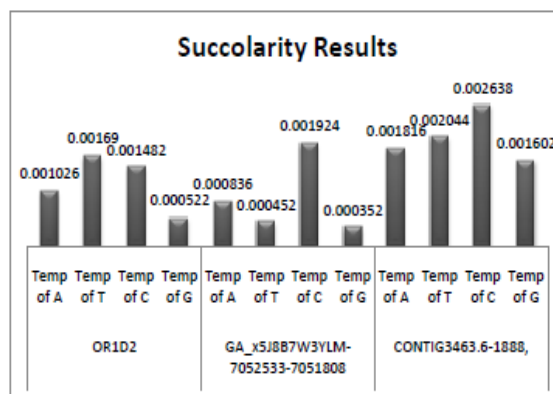 Succolarity Results
0.001026
0.00169
0.001482
0.000522
0.000836
0.000452
0.001924
0.000352
0.001816
0.002044
0.002638
0.001602
Temp of A
Temp of T
Temp of C
Temp of G
Temp of A
Temp of T
Temp of C
Temp of G
Temp of A
Temp of T
Temp of C
Temp of G
OR1D2
GA_x5J8B7W3YLM-
7052533-7051808
CONTIG3463.6-1888,